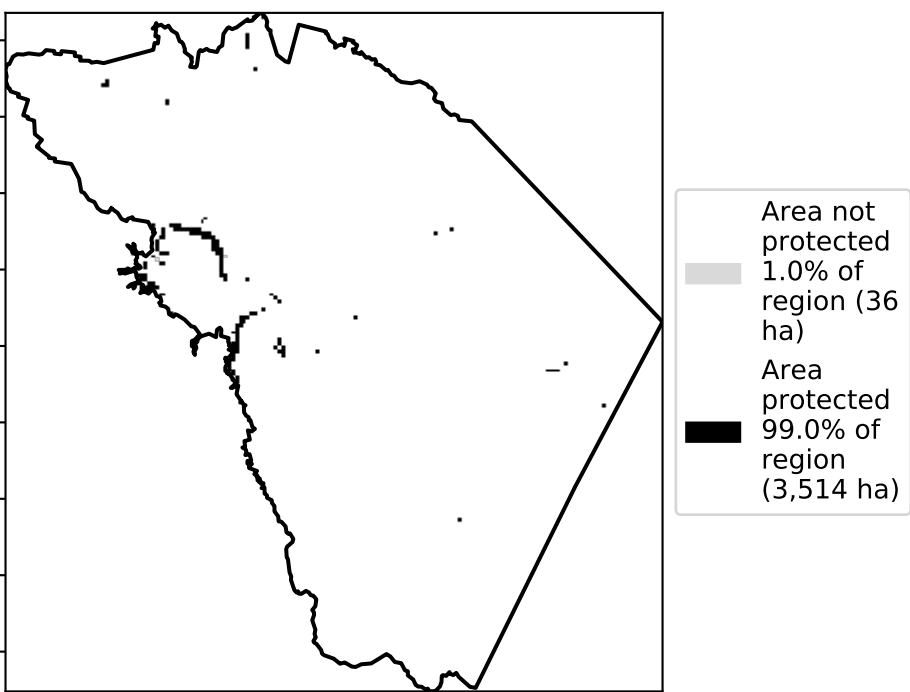 Area not
protected
1.0% of
region (36
ha)
Area
protected
99.0% of
region
(3,514 ha)